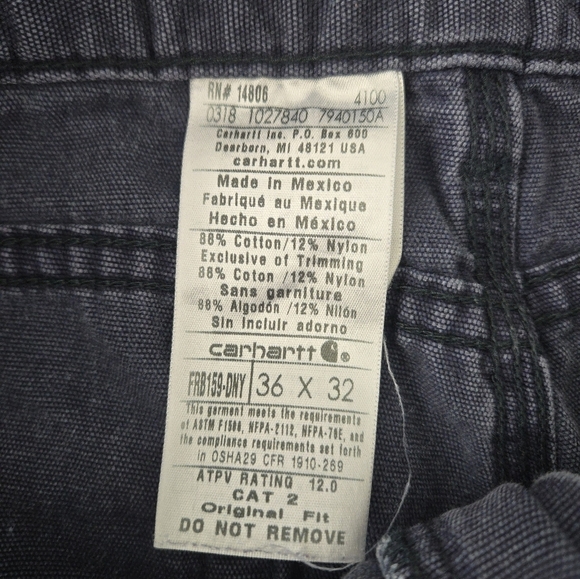 RN# 14806 4100
0318 1027840 7940150A
Carhartt Inc. P.O. Box 600
Dearborn, MI 48121 USA
carhartt.com
Made in Mexico
Fabriqué au Mexique
Hecho en México
88% Cotton/12% Nylon
Exclusive of Trimming
88% Coton /12% Nylon
Sans garniture
88% Algodón /12% Nilón
Sin incluir adorno
carhartt ®
FRB159-DNY 36 X 32
This garment meets the requirements
of ASTM F1506, NFPA-2112, NFPA-70E, and
the compliance requirements set forth
in OSHA29 CFR 1910-269
ATPV RATING 12.0
CAT 2
Original Fit
DO NOT REMOVE